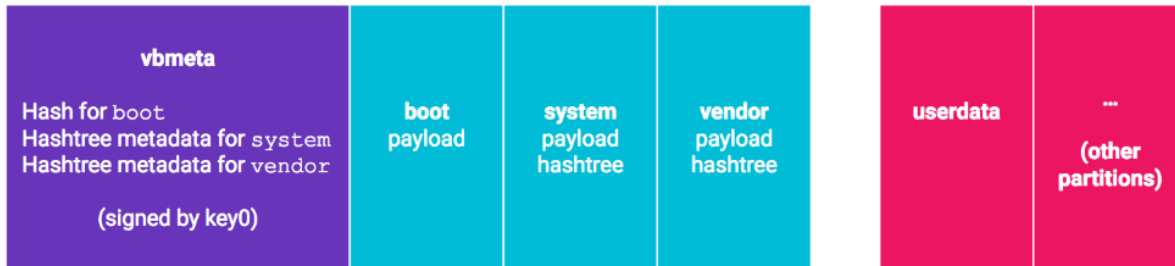 vbmeta
Hash for boot
Hashtree metadata for system
Hashtree metadata for vendor
(signed by key0)
boot
payload
system
payload
hashtree
vendor
payload
hashtree
userdata
...
(other
partitions)